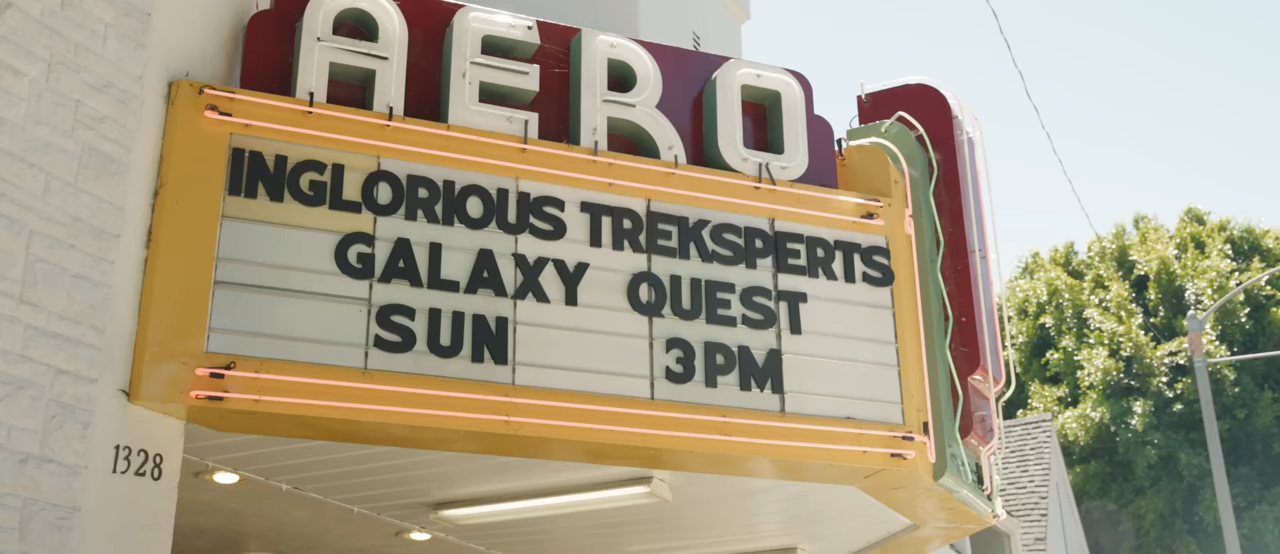 AERO
INGLORIOUS TREKSPERTS
GALAXY QUEST
SUN 3PM
1328